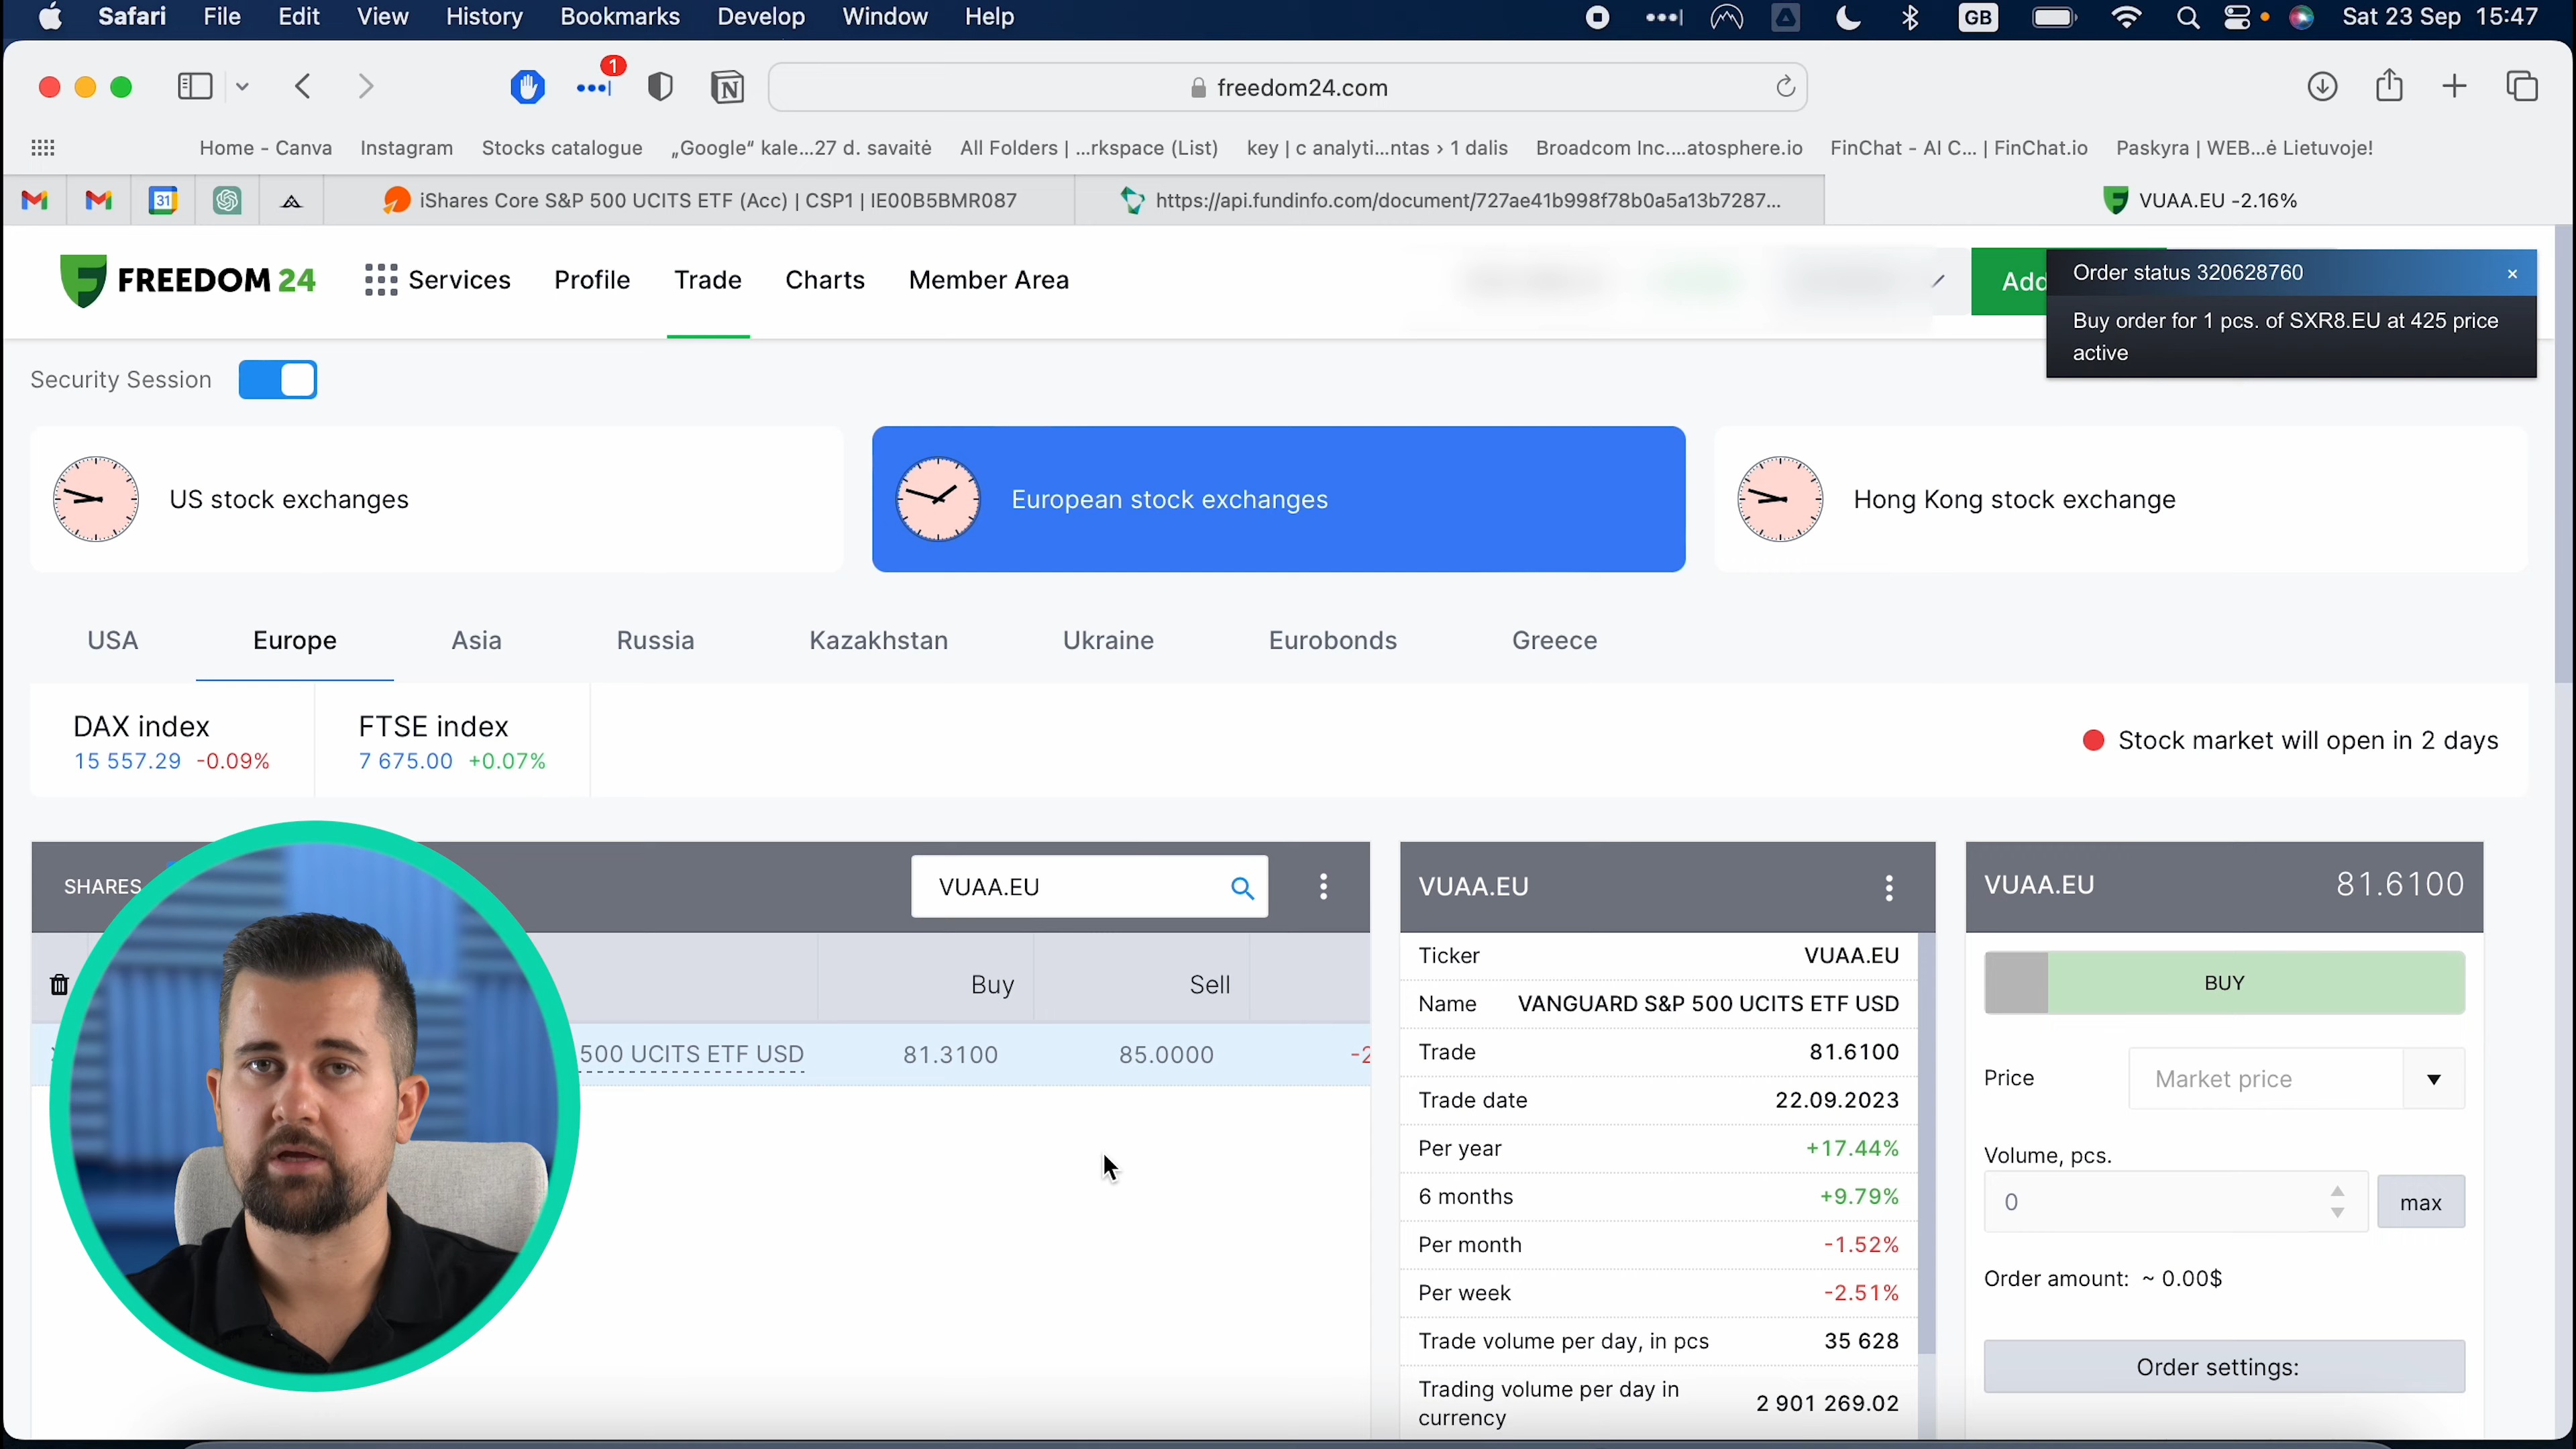 Safari File Edit View History Bookmarks Develop Window Help GB Sat 23 Sep 15:47
1
freedom24.com
Home - Canva Instagram Stocks catalogue „Google“ kale...27 d. savaitė All Folders | ...rkspace (List) key | c analyti...ntas › 1 dalis Broadcom Inc....atosphere.io FinChat - AI C... | FinChat.io Paskyra | WEB...ė Lietuvoje!
31 iShares Core S&P 500 UCITS ETF (Acc) | CSP1 | IE00B5BMR087 https://api.fundinfo.com/document/727ae41b998f78b0a5a13b7287... VUAA.EU -2.16%
FREEDOM 24 Services Profile Trade Charts Member Area Add
Order status 320628760 ×
Buy order for 1 pcs. of SXR8.EU at 425 price
active
Security Session
US stock exchanges European stock exchanges Hong Kong stock exchange
USA Europe Asia Russia Kazakhstan Ukraine Eurobonds Greece
DAX index
15 557.29 -0.09%
FTSE index
7 675.00 +0.07%
Stock market will open in 2 days
SHARES VUAA.EU
Buy Sell
500 UCITS ETF USD 81.3100 85.0000 -2
VUAA.EU
Ticker VUAA.EU
Name VANGUARD S&P 500 UCITS ETF USD
Trade 81.6100
Trade date 22.09.2023
Per year +17.44%
6 months +9.79%
Per month -1.52%
Per week -2.51%
Trade volume per day, in pcs 35 628
Trading volume per day in
currency 2 901 269.02
VUAA.EU 81.6100
BUY
Price Market price
Volume, pcs.
0 max
Order amount: ~ 0.00$
Order settings: